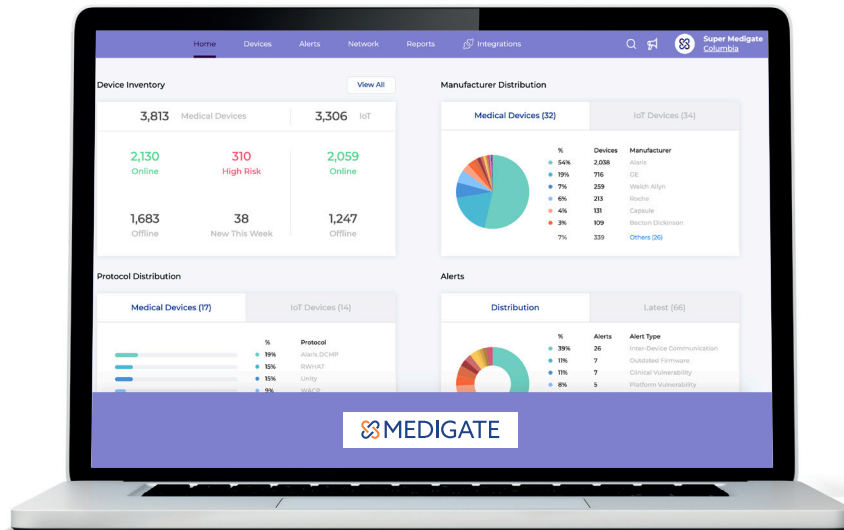 Home Devices Alerts Network Reports Integrations Super Medigate
Columbia
Device Inventory View All
3,813 Medical Devices 3,306 IoT
2,130 310 2,059
Online High Risk Online
1,683 38 1,247
Offline New This Week Offline
Manufacturer Distribution
Medical Devices (32) IoT Devices (34)
% Devices Manufacturer
54% 2,038 Alaris
19% 716 GE
7% 259 Welch Allyn
6% 213 Roche
4% 131 Capsule
3% 109 Becton Dickinson
7% 339 Others (26)
Protocol Distribution
Medical Devices (17) IoT Devices (14)
% Protocol
19% Alaris DCMP
15% RWHAT
15% Unity
9% WACP
Alerts
Distribution Latest (66)
% Alerts Alert Type
39% 26 Inter-Device Communication
11% 7 Outdated Firmware
11% 7 Clinical Vulnerability
8% 5 Platform Vulnerability
MEDIGATE